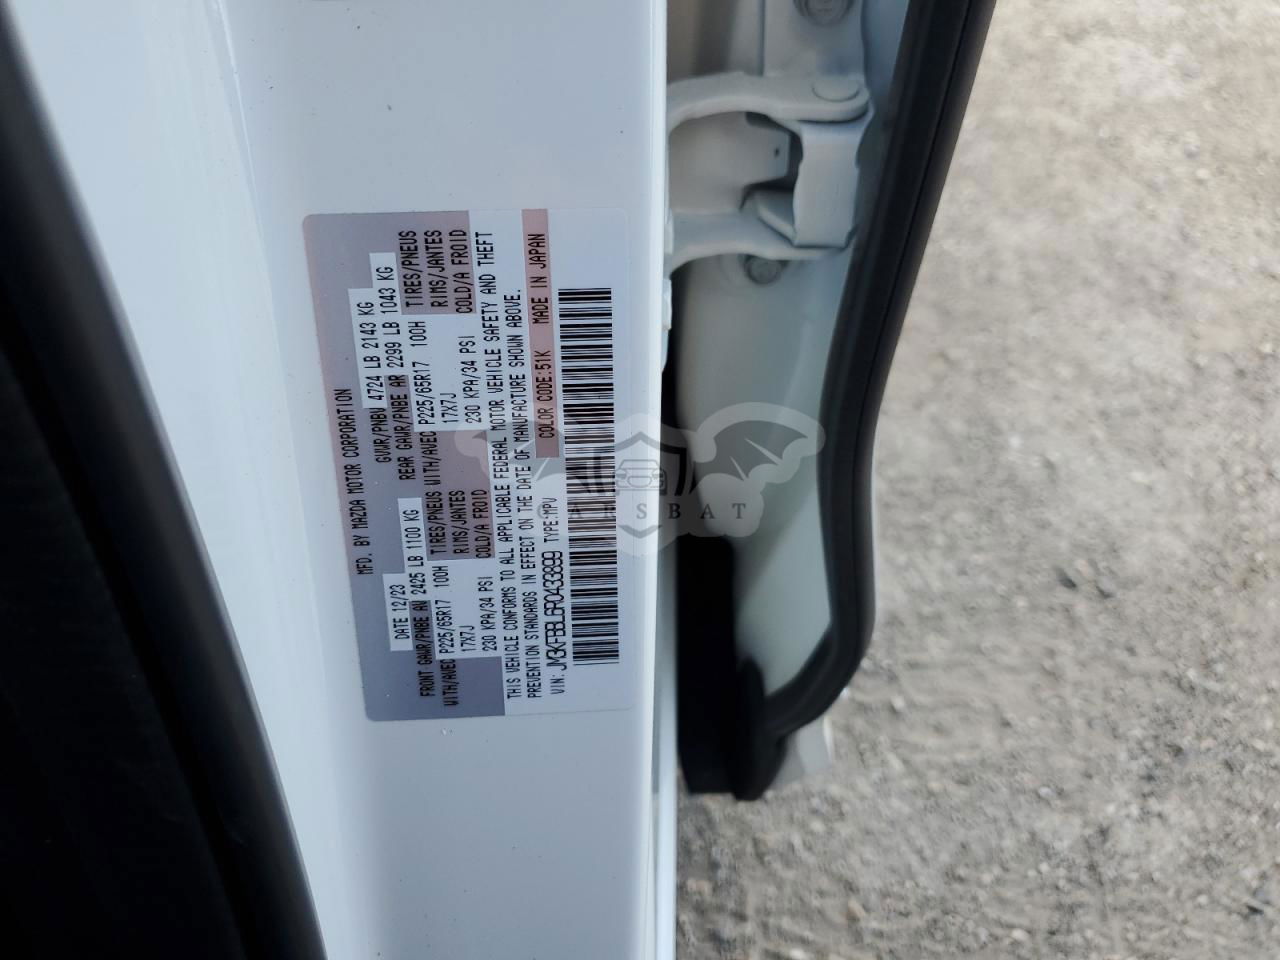 MFD. BY MAZDA MOTOR CORPORATION
DATE 12/23 GVWR/PNBV 4724 LB 2143 KG
FRONT GAWR/PNBE AV 2425 LB 1100 KG REAR GAWR/PNBE AR 2299 LB 1043 KG
WITH/AVEC P225/65R17 100H TIRES/PNEUS WITH/AVEC P225/65R17 100H TIRES/PNEUS
17X7J RIMS/JANTES 17X7J RIMS/JANTES
230 KPA/34 PSI COLD/A FROID 230 KPA/34 PSI COLD/A FROID
THIS VEHICLE CONFORMS TO ALL APPLICABLE FEDERAL MOTOR VEHICLE SAFETY AND THEFT
PREVENTION STANDARDS IN EFFECT ON THE DATE OF MANUFACTURE SHOWN ABOVE.
VIN: JM3KFBBL6R0433899 TYPE:MPV COLOR CODE:51K MADE IN JAPAN
CARSBAT